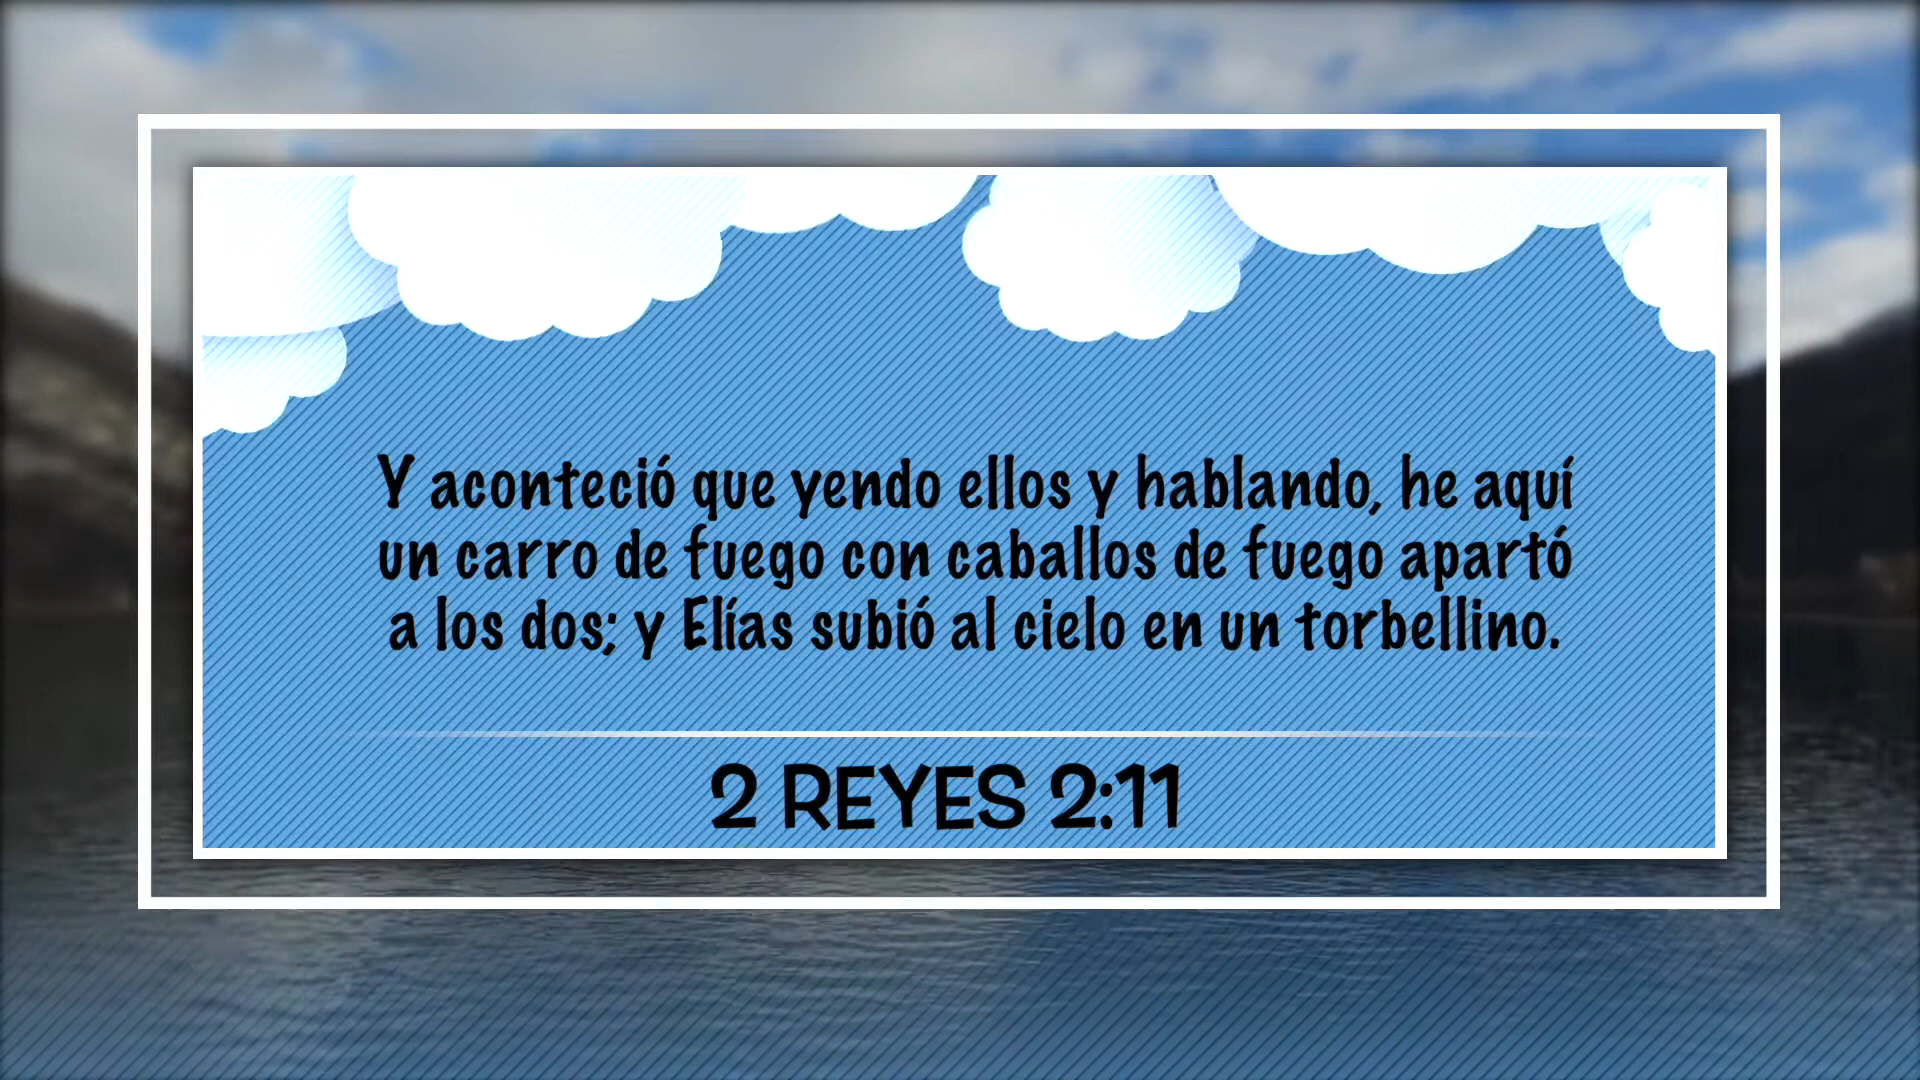 Y aconteció que yendo ellos y hablando, he aquí
un carro de fuego con caballos de fuego apartó
a los dos; y Elías subió al cielo en un torbellino.
2 REYES 2:11